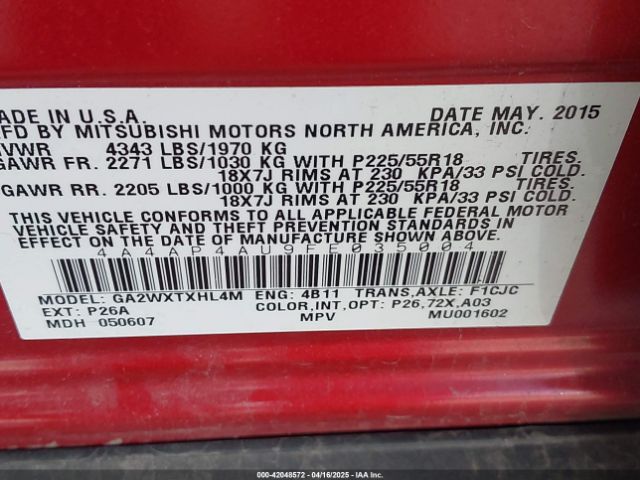 MADE IN U.S.A. DATE MAY. 2015
MFD BY MITSUBISHI MOTORS NORTH AMERICA, INC.
GVWR 4343 LBS/1970 KG
GAWR FR. 2271 LBS/1030 KG WITH P225/55R18 TIRES.
18X7J RIMS AT 230 KPA/33 PSI COLD.
GAWR RR. 2205 LBS/1000 KG WITH P225/55R18 TIRES.
18X7J RIMS AT 230 KPA/33 PSI COLD.
THIS VEHICLE CONFORMS TO ALL APPLICABLE FEDERAL MOTOR
VEHICLE SAFETY AND THEFT PREVENTION STANDARDS IN
EFFECT ON THE DATE OF MANUFACTURE SHOWN ABOVE.
4A4AP4AU9FE035004
MODEL: GA2WXTXHL4M ENG: 4B11 TRANS,AXLE: F1CJC
EXT: P26A COLOR,INT,OPT: P26,72X,A03
MDH 050607 MPV MU001602
000-42048572 - 04/16/2025 - IAAI.COM